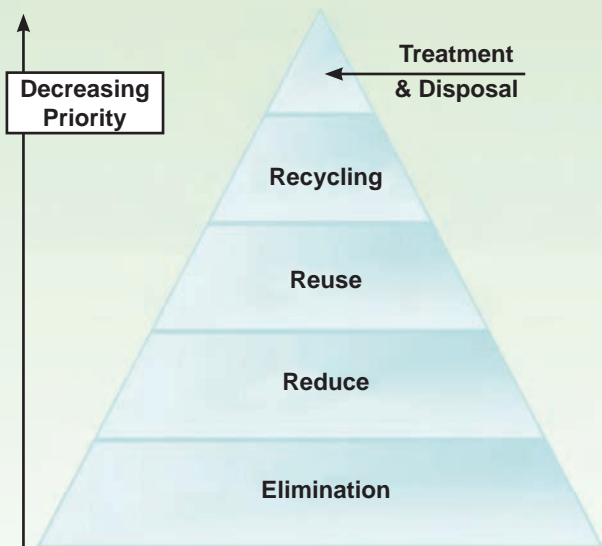 Treatment
& Disposal
Decreasing
Priority
Recycling
Reuse
Reduce
Elimination